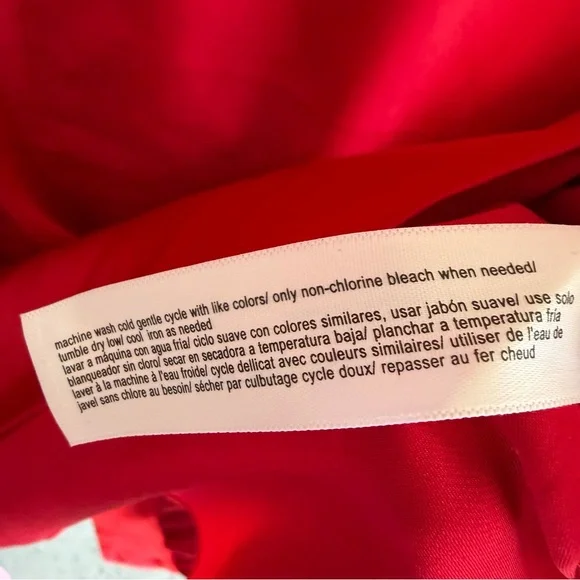 machine wash cold gentle cycle with like colors/ only non-chlorine bleach when needed/
tumble dry low/ cool iron as needed
lavar a máquina con agua fria/ ciclo suave con colores similares, usar jabón suave/ use solo
blanqueador sin cloro/ secar en secadora a temperatura baja/ planchar a temperatura fría
laver à la machine à l'eau froide/ cycle dellicat avec couleurs similaires/ utiliser de l'eau de
javel sans chlore au besoin/ sécher par culbutage cycle doux/ repasser au fer cheud